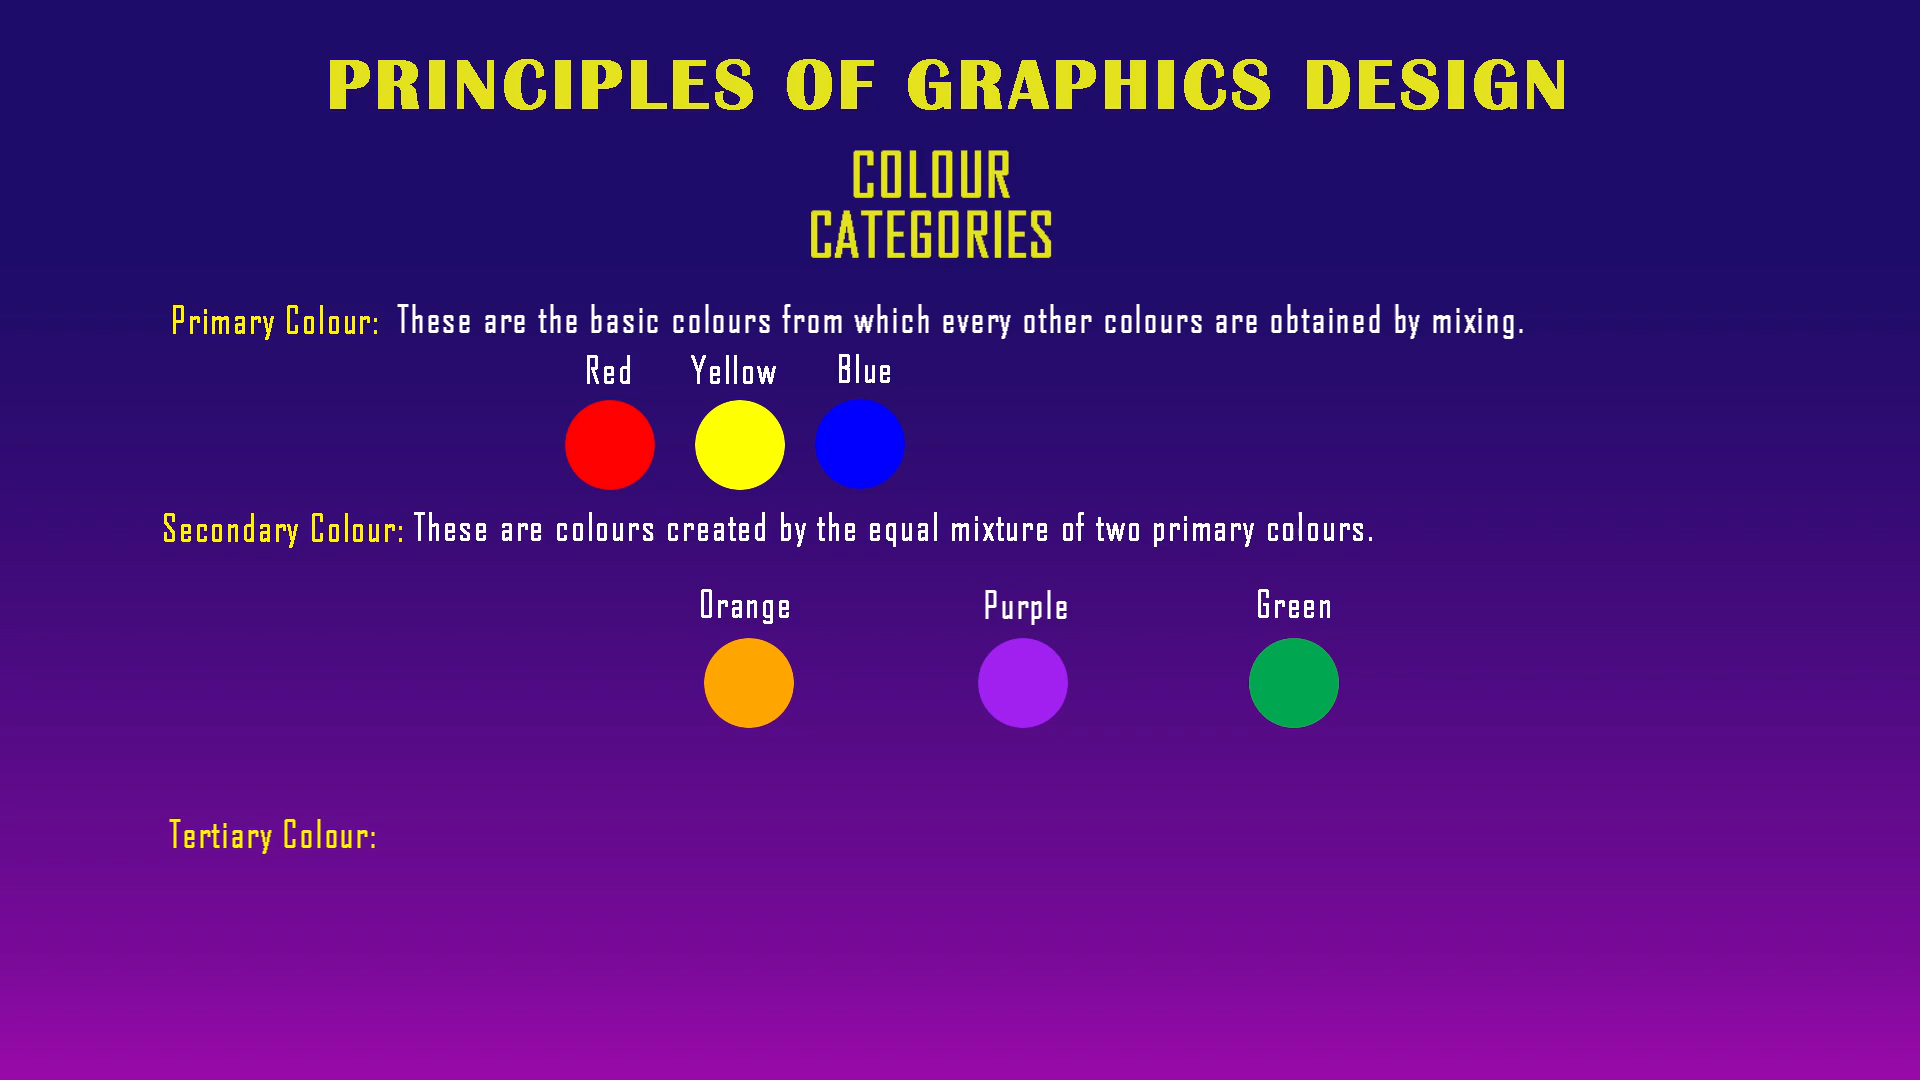 PRINCIPLES OF GRAPHICS DESIGN
COLOUR
CATEGORIES
Primary Colour: These are the basic colours from which every other colours are obtained by mixing.
Red Yellow Blue
Secondary Colour: These are colours created by the equal mixture of two primary colours.
Orange Purple Green
Tertiary Colour: